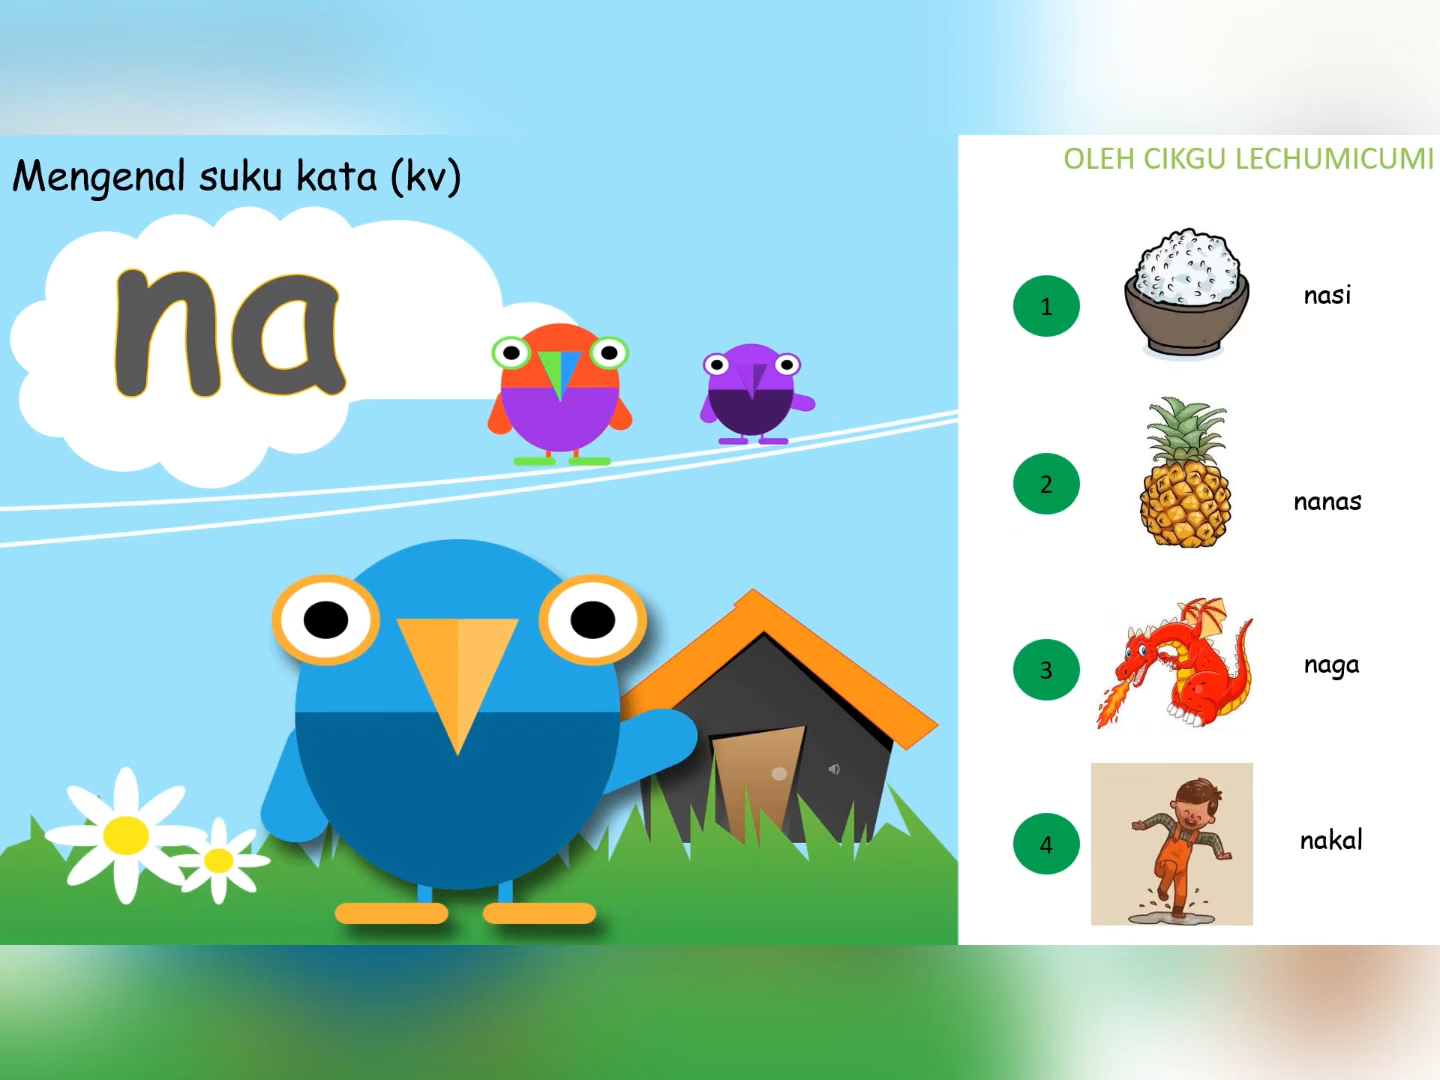 Mengenal suku kata (kv)
na
OLEH CIKGU LECHUMICUMI
1
nasi
2
nanas
3
naga
4
nakal